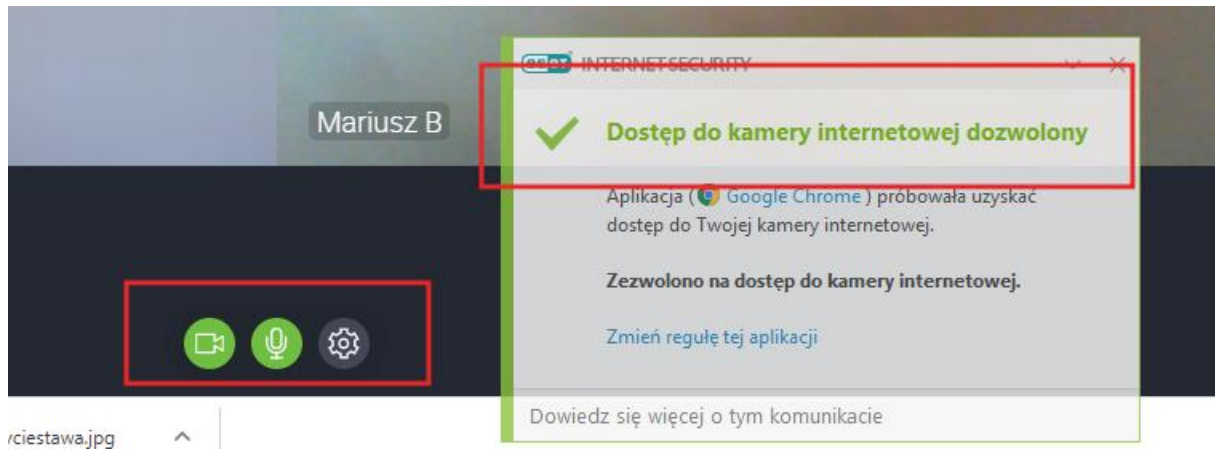 eset INTERNET SECURITY
Mariusz B
Dostęp do kamery internetowej dozwolony
Aplikacja ( Google Chrome ) próbowała uzyskać
dostęp do Twojej kamery internetowej.
Zezwolono na dostęp do kamery internetowej.
Zmień regułę tej aplikacji
Dowiedz się więcej o tym komunikacie
yciestawa.jpg